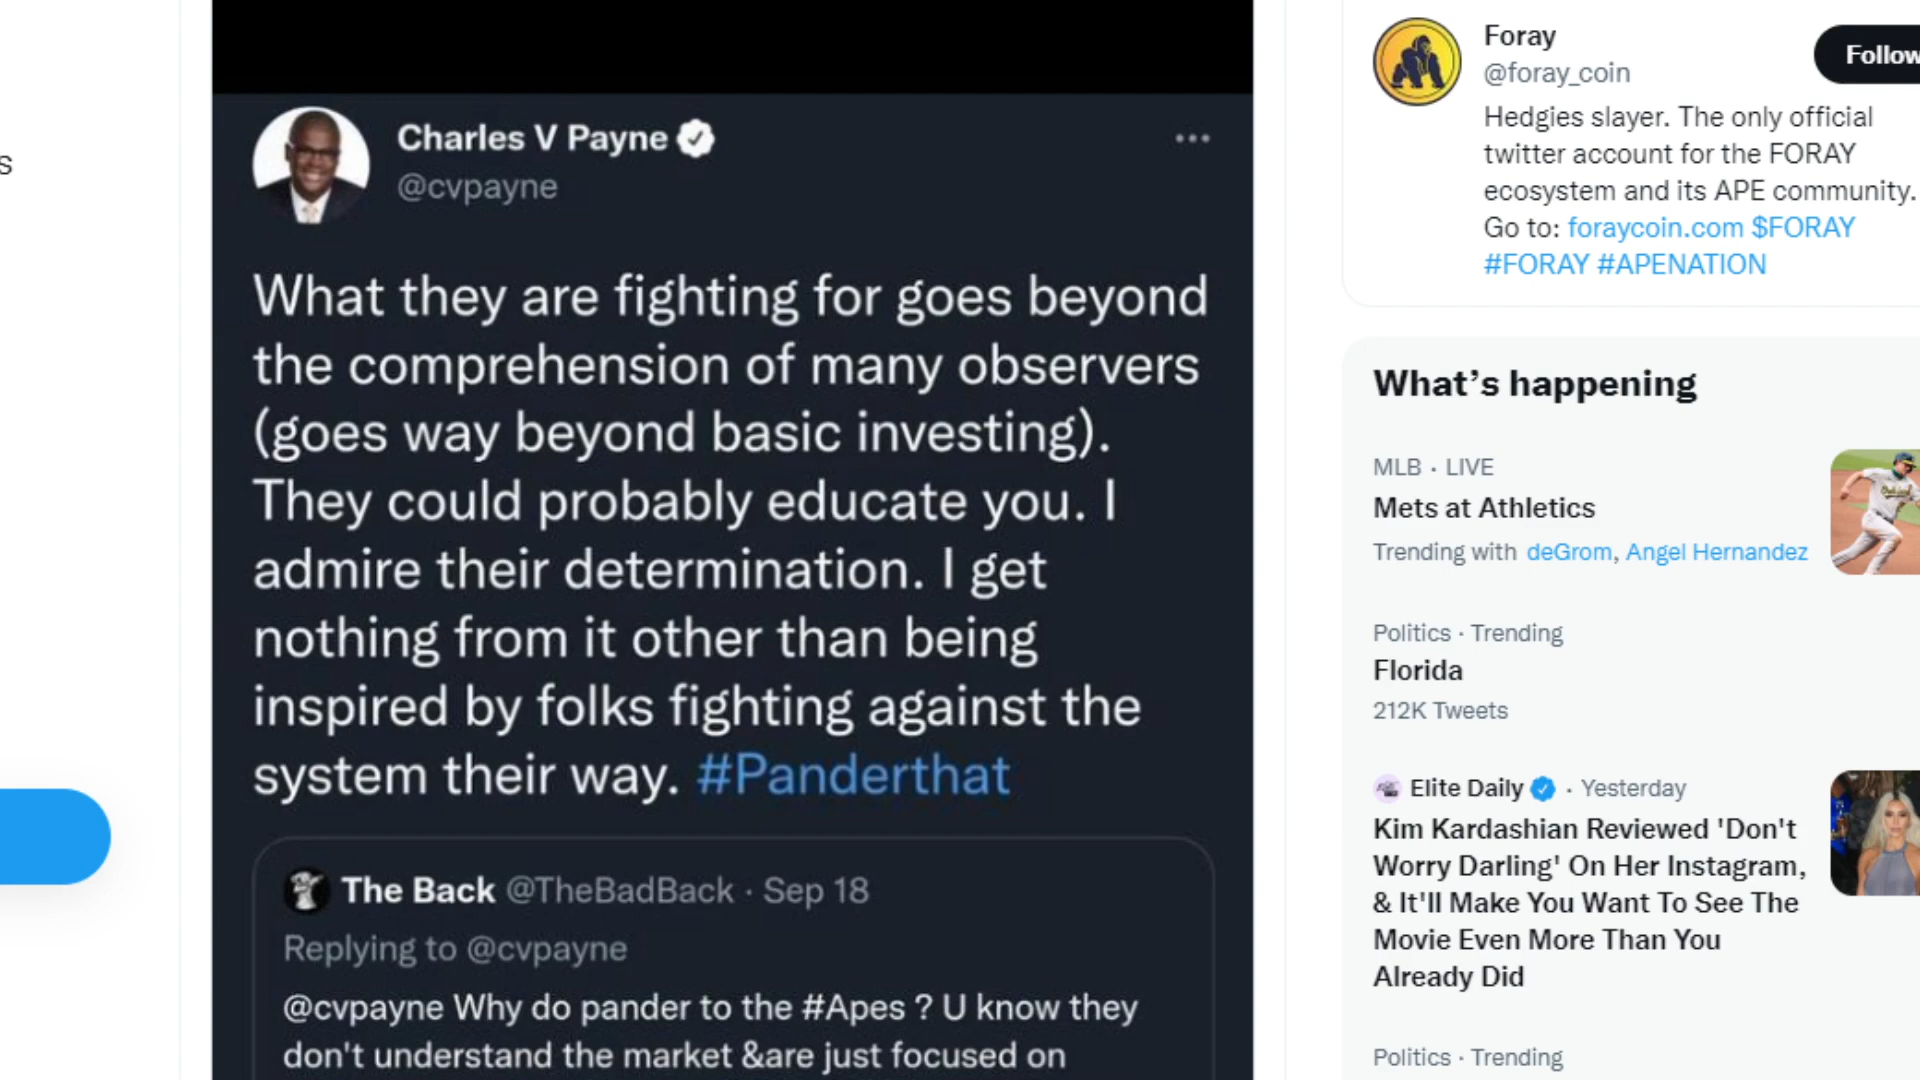 s
Charles V Payne
@cvpayne
What they are fighting for goes beyond
the comprehension of many observers
(goes way beyond basic investing).
They could probably educate you. I
admire their determination. I get
nothing from it other than being
inspired by folks fighting against the
system their way. #Panderthat
The Back @TheBadBack · Sep 18
Replying to @cvpayne
@cvpayne Why do pander to the #Apes ? U know they
don't understand the market &are just focused on
Foray
@foray_coin
Follow
Hedgies slayer. The only official
twitter account for the FORAY
ecosystem and its APE community.
Go to: foraycoin.com $FORAY
#FORAY #APENATION
What’s happening
MLB · LIVE
Mets at Athletics
Trending with deGrom, Angel Hernandez
Politics · Trending
Florida
212K Tweets
Elite Daily · Yesterday
Kim Kardashian Reviewed 'Don't
Worry Darling' On Her Instagram,
& It'll Make You Want To See The
Movie Even More Than You
Already Did
Politics · Trending